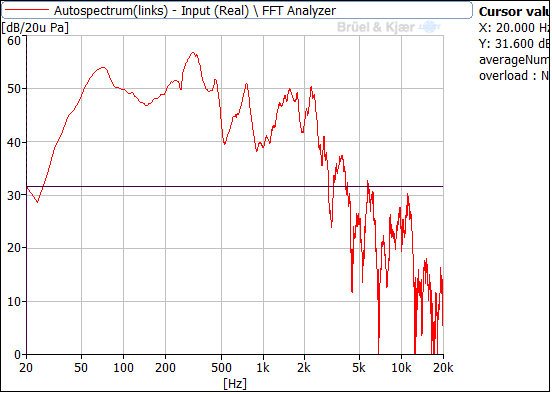 Autospectrum(links) - Input (Real) \ FFT Analyzer
Cursor valu
[dB/20u Pa]
Brüel & Kjær
X: 20.000 Hz
Y: 31.600 dB
averageNum
overload : N
60
50
40
30
20
10
0
20 50 100 200 500 1k 2k 5k 10k 20k
[Hz]